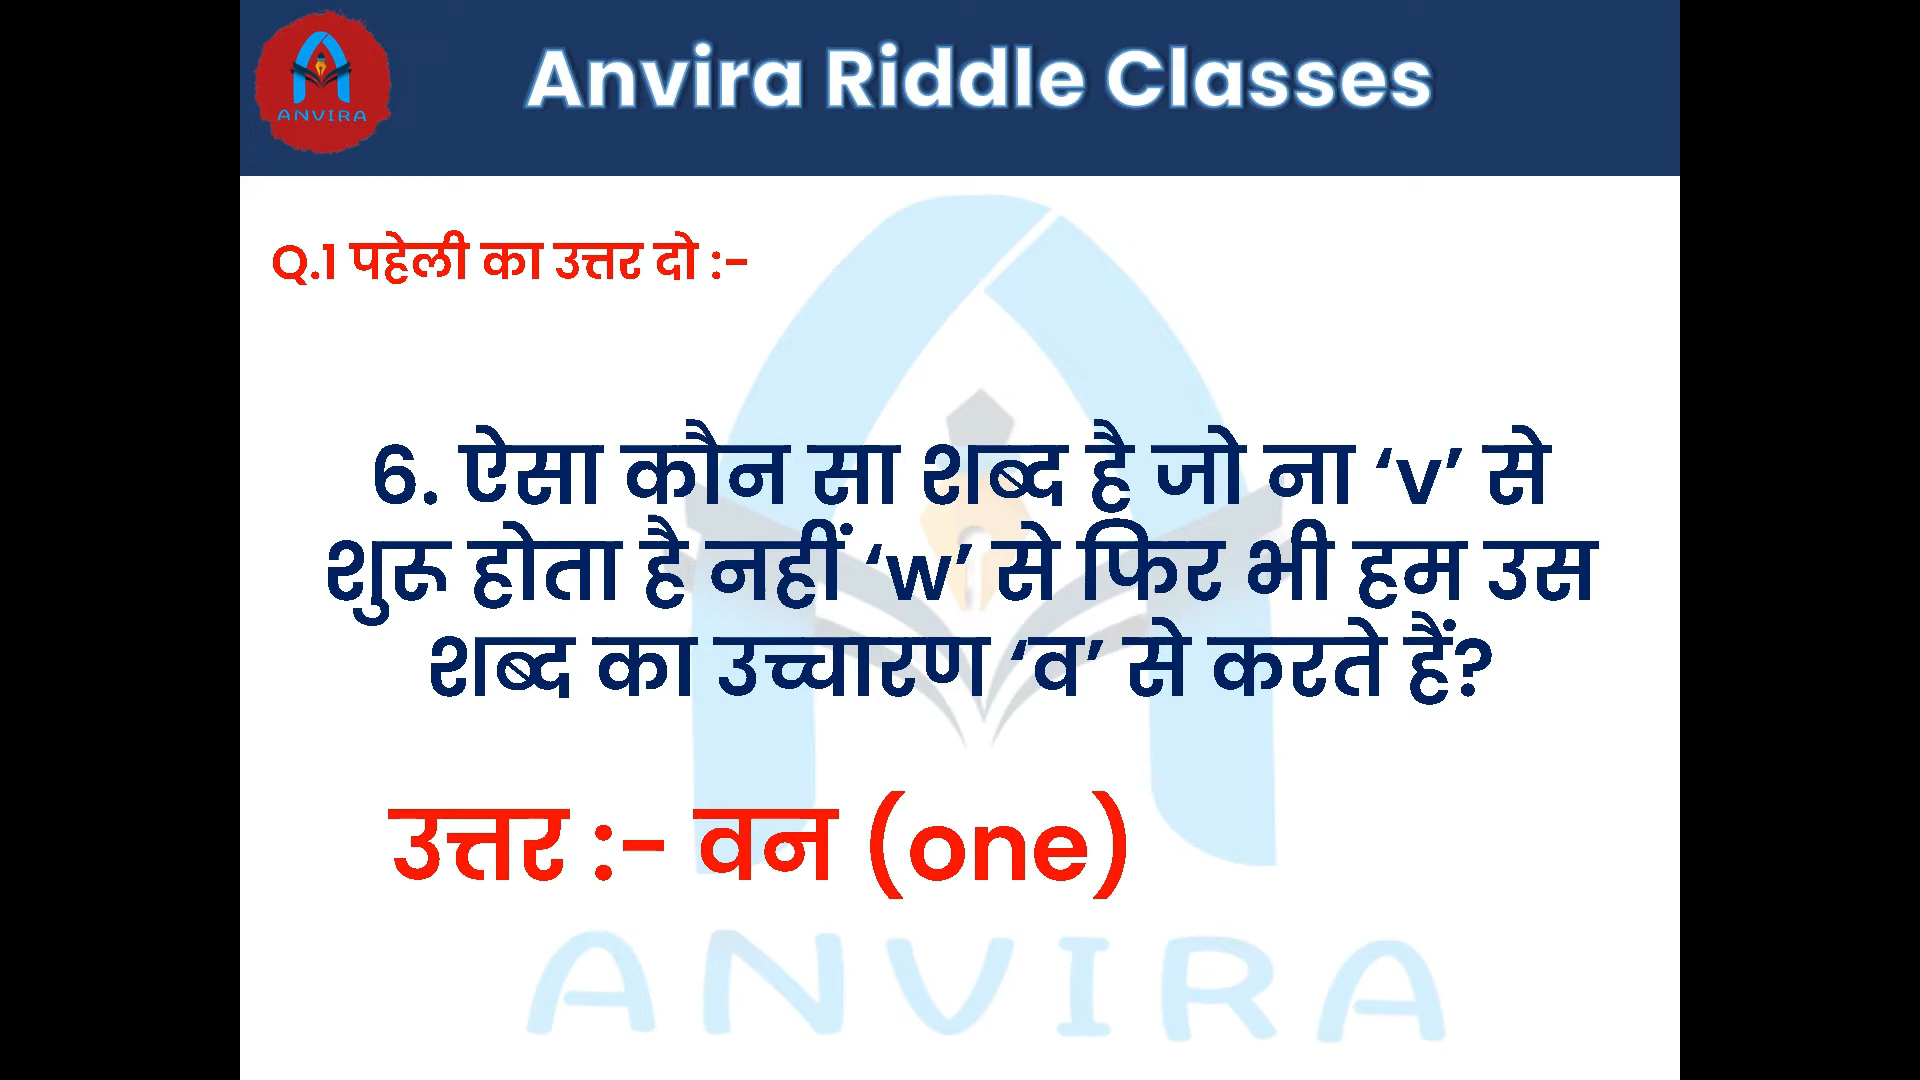 ANVIRA
Anvira Riddle Classes
Q.1 पहेली का उत्तर दो :-
6. ऐसा कौन सा शब्द है जो ना ‘v’ से
शुरू होता है नहीं ‘w’ से फिर भी हम उस
शब्द का उच्चारण ‘व’ से करते हैं?
उत्तर :- वन (one)
ANVIRA